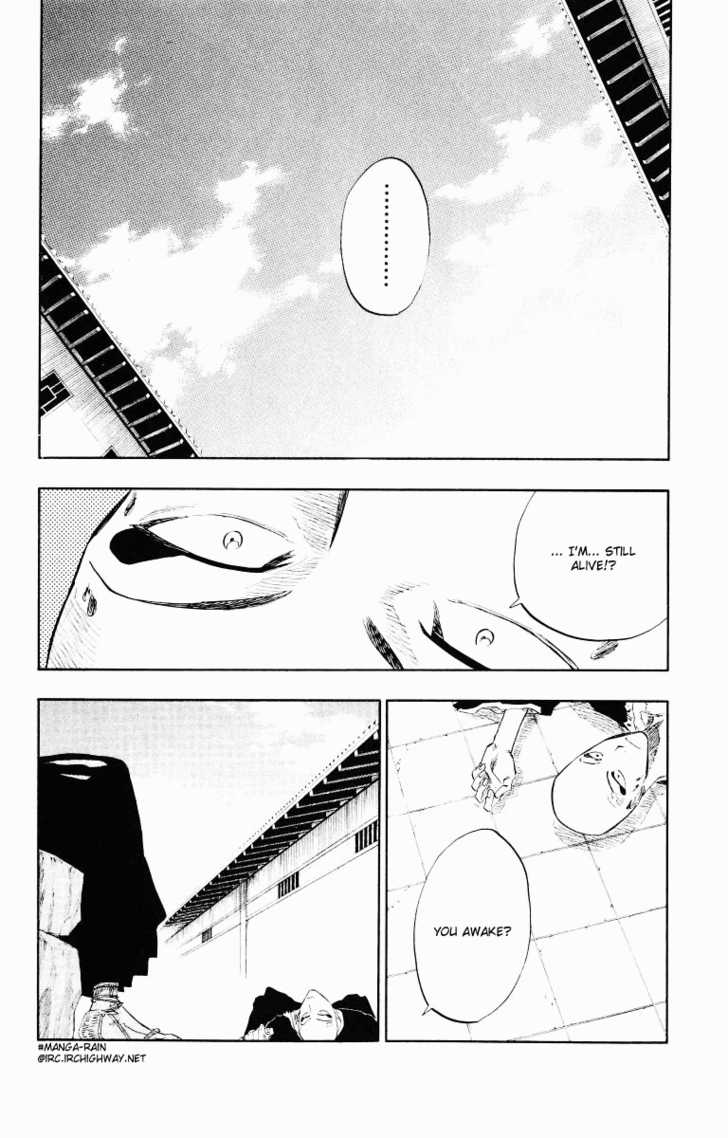 ............
... I'M... STILL
ALIVE!?
YOU AWAKE?
#MANGA-RAIN
@IRC.IRCHIGHWAY.NET